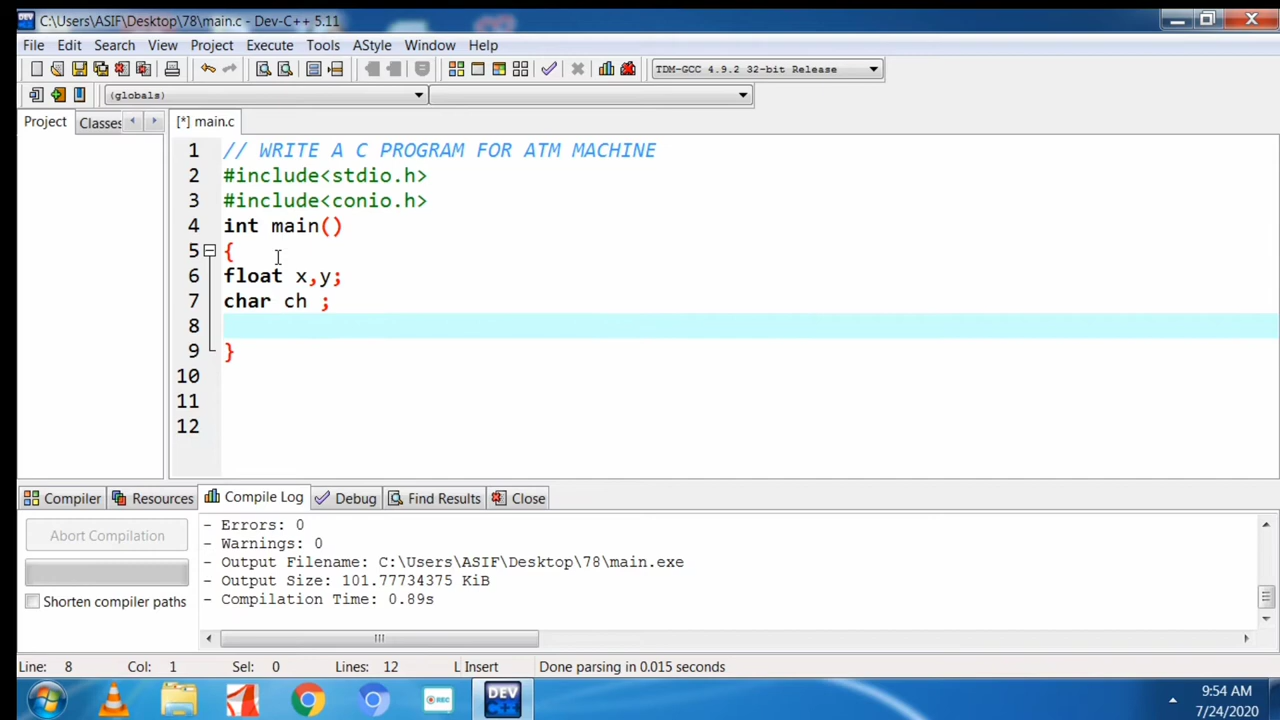 C:\Users\ASIF\Desktop\78\main.c - Dev-C++ 5.11
File Edit Search View Project Execute Tools AStyle Window Help
TDM-GCC 4.9.2 32-bit Release
(globals)
Project Classes [*] main.c
1 // WRITE A C PROGRAM FOR ATM MACHINE
2 #include<stdio.h>
3 #include<conio.h>
4 int main()
5 {
6 float x,y;
7 char ch ;
8
9 }
10
11
12
Compiler Resources Compile Log Debug Find Results Close
Abort Compilation
Shorten compiler paths
- Errors: 0
- Warnings: 0
- Output Filename: C:\Users\ASIF\Desktop\78\main.exe
- Output Size: 101.77734375 KiB
- Compilation Time: 0.89s
Line: 8 Col: 1 Sel: 0 Lines: 12 L Insert Done parsing in 0.015 seconds
REC
DEV C++
9:54 AM
7/24/2020